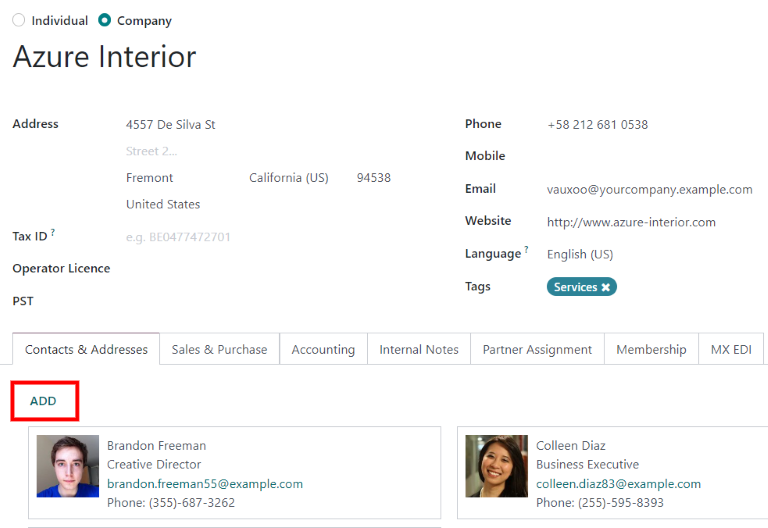 Individual Company
Azure Interior
Address 4557 De Silva St
Street 2...
Fremont California (US) 94538
United States
Tax ID ? e.g. BE0477472701
Operator Licence
PST
Phone +58 212 681 0538
Mobile
Email vauxoo@yourcompany.example.com
Website http://www.azure-interior.com
Language ? English (US)
Tags Services ✖
Contacts & Addresses Sales & Purchase Accounting Internal Notes Partner Assignment Membership MX EDI
ADD
Brandon Freeman
Creative Director
brandon.freeman55@example.com
Phone: (355)-687-3262
Colleen Diaz
Business Executive
colleen.diaz83@example.com
Phone: (255)-595-8393